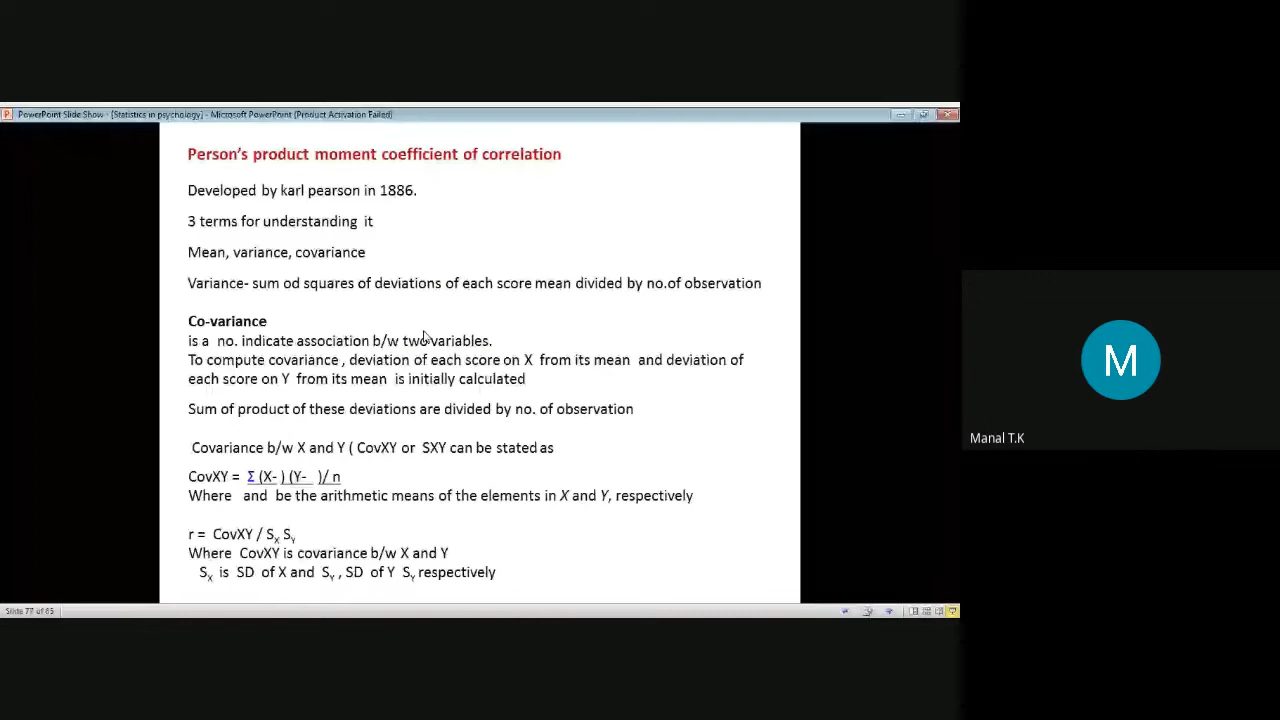 PowerPoint Slide Show - [Statistics in psychology] - Microsoft PowerPoint (Product Activation Failed)
Person's product moment coefficient of correlation
Developed by karl pearson in 1886.
3 terms for understanding it
Mean, variance, covariance
Variance- sum od squares of deviations of each score mean divided by no.of observation
Co-variance
is a no. indicate association b/w two variables.
To compute covariance , deviation of each score on X from its mean and deviation of
each score on Y from its mean is initially calculated
Sum of product of these deviations are divided by no. of observation
Covariance b/w X and Y ( CovXY or SXY can be stated as
CovXY = Σ (X- ) (Y- )/ n
Where and be the arithmetic means of the elements in X and Y, respectively
r = CovXY / SX SY
Where CovXY is covariance b/w X and Y
SX is SD of X and SY , SD of Y SY respectively
Slide 77 of 85
M
Manal T.K